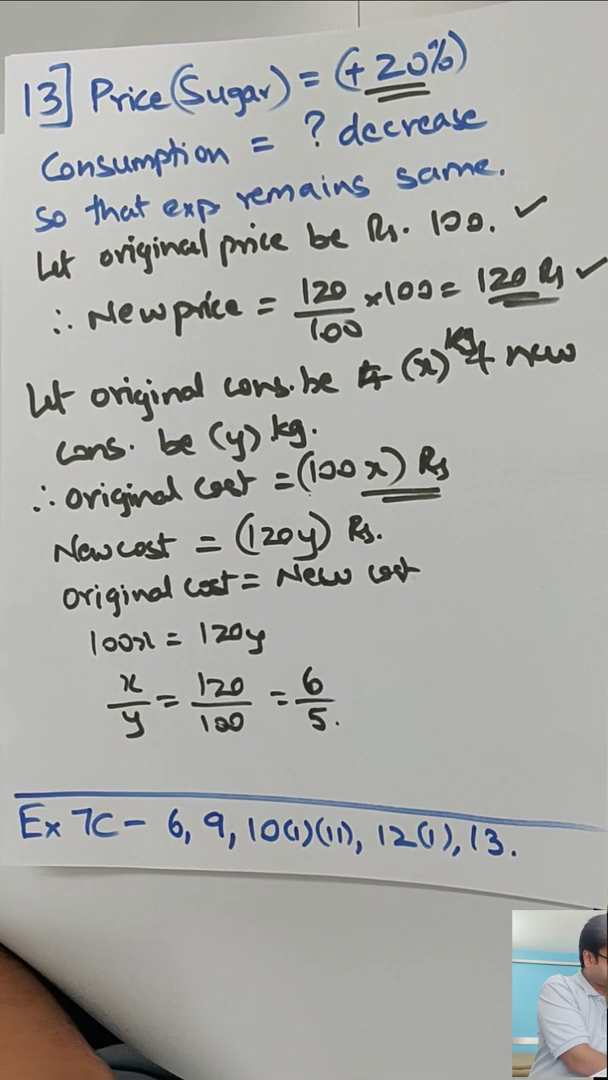 13] Price (Sugar) = (+20%)
Consumption = ? decrease
so that exp remains same.
Let original price be Rs. 100. ✓
∴ New price = 120/100 × 100 = 120 Rs ✓
Let original cons. be (x) kg & new
cons. be (y) kg.
∴ original cost = (100x) Rs
New cost = (120y) Rs.
original cost = New cost
100x = 120y
x/y = 120/100 = 6/5.
Ex 7C - 6, 9, 10(i)(ii), 12(i), 13.